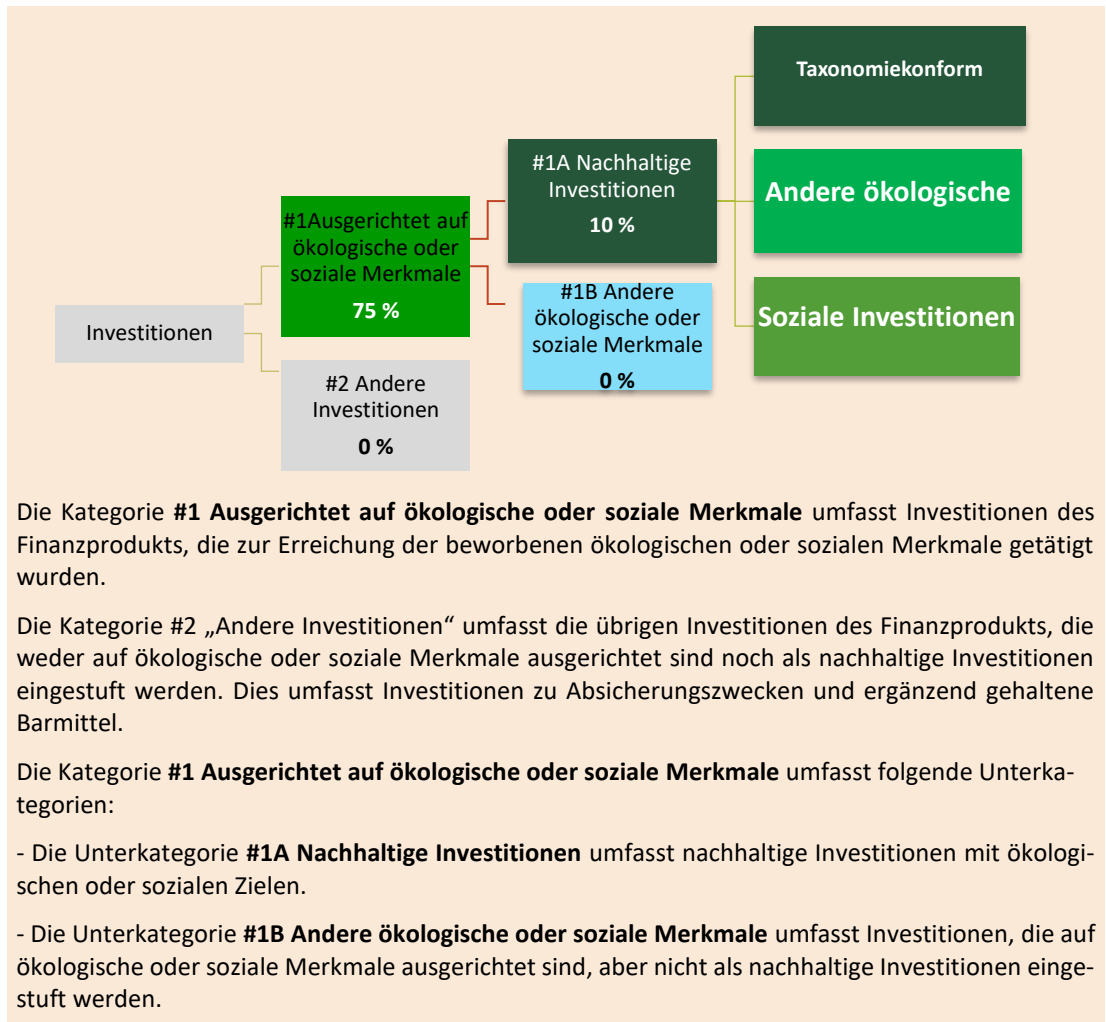 Taxonomiekonform
#1A Nachhaltige
Investitionen
10 %
Andere ökologische
#1Ausgerichtet auf
ökologische oder
soziale Merkmale
75 %
#1B Andere
ökologische oder
soziale Merkmale
0 %
Soziale Investitionen
Investitionen
#2 Andere
Investitionen
0 %
Die Kategorie #1 Ausgerichtet auf ökologische oder soziale Merkmale umfasst Investitionen des
Finanzprodukts, die zur Erreichung der beworbenen ökologischen oder sozialen Merkmale getätigt
wurden.
Die Kategorie #2 „Andere Investitionen“ umfasst die übrigen Investitionen des Finanzprodukts, die
weder auf ökologische oder soziale Merkmale ausgerichtet sind noch als nachhaltige Investitionen
eingestuft werden. Dies umfasst Investitionen zu Absicherungszwecken und ergänzend gehaltene
Barmittel.
Die Kategorie #1 Ausgerichtet auf ökologische oder soziale Merkmale umfasst folgende Unterka-
tegorien:
- Die Unterkategorie #1A Nachhaltige Investitionen umfasst nachhaltige Investitionen mit ökologi-
schen oder sozialen Zielen.
- Die Unterkategorie #1B Andere ökologische oder soziale Merkmale umfasst Investitionen, die auf
ökologische oder soziale Merkmale ausgerichtet sind, aber nicht als nachhaltige Investitionen einge-
stuft werden.